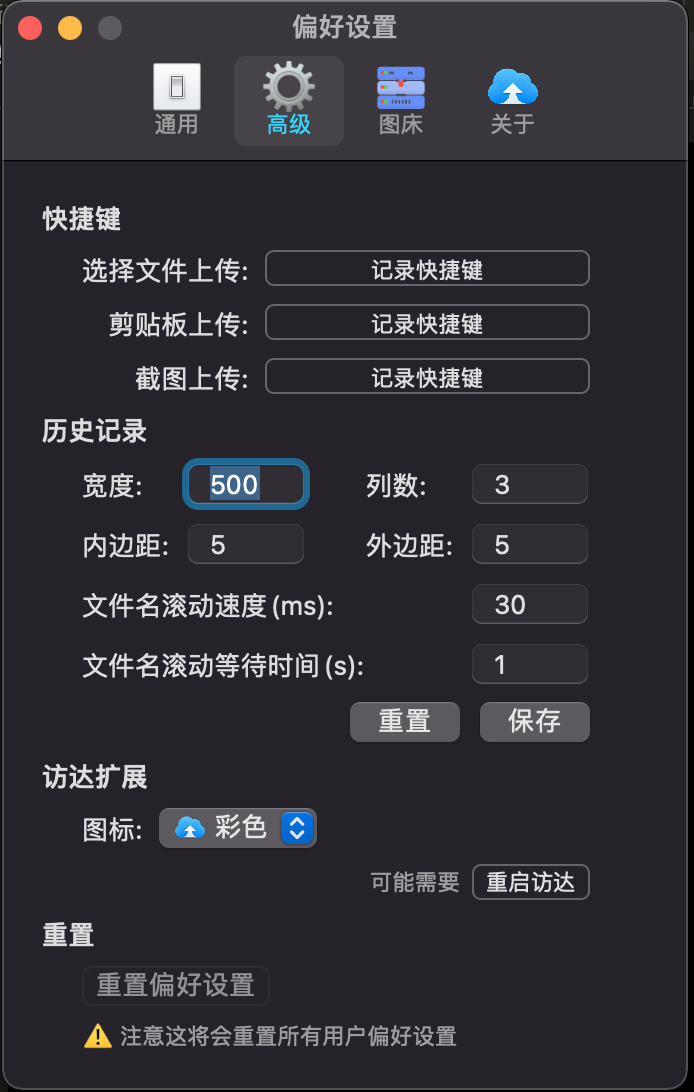 偏好设置
通用 高级 图床 关于
快捷键
选择文件上传: 记录快捷键
剪贴板上传: 记录快捷键
截图上传: 记录快捷键
历史记录
宽度: 500 列数: 3
内边距: 5 外边距: 5
文件名滚动速度(ms): 30
文件名滚动等待时间(s): 1
重置 保存
访达扩展
图标: 彩色
可能需要 重启访达
重置
重置偏好设置
⚠️ 注意这将会重置所有用户偏好设置